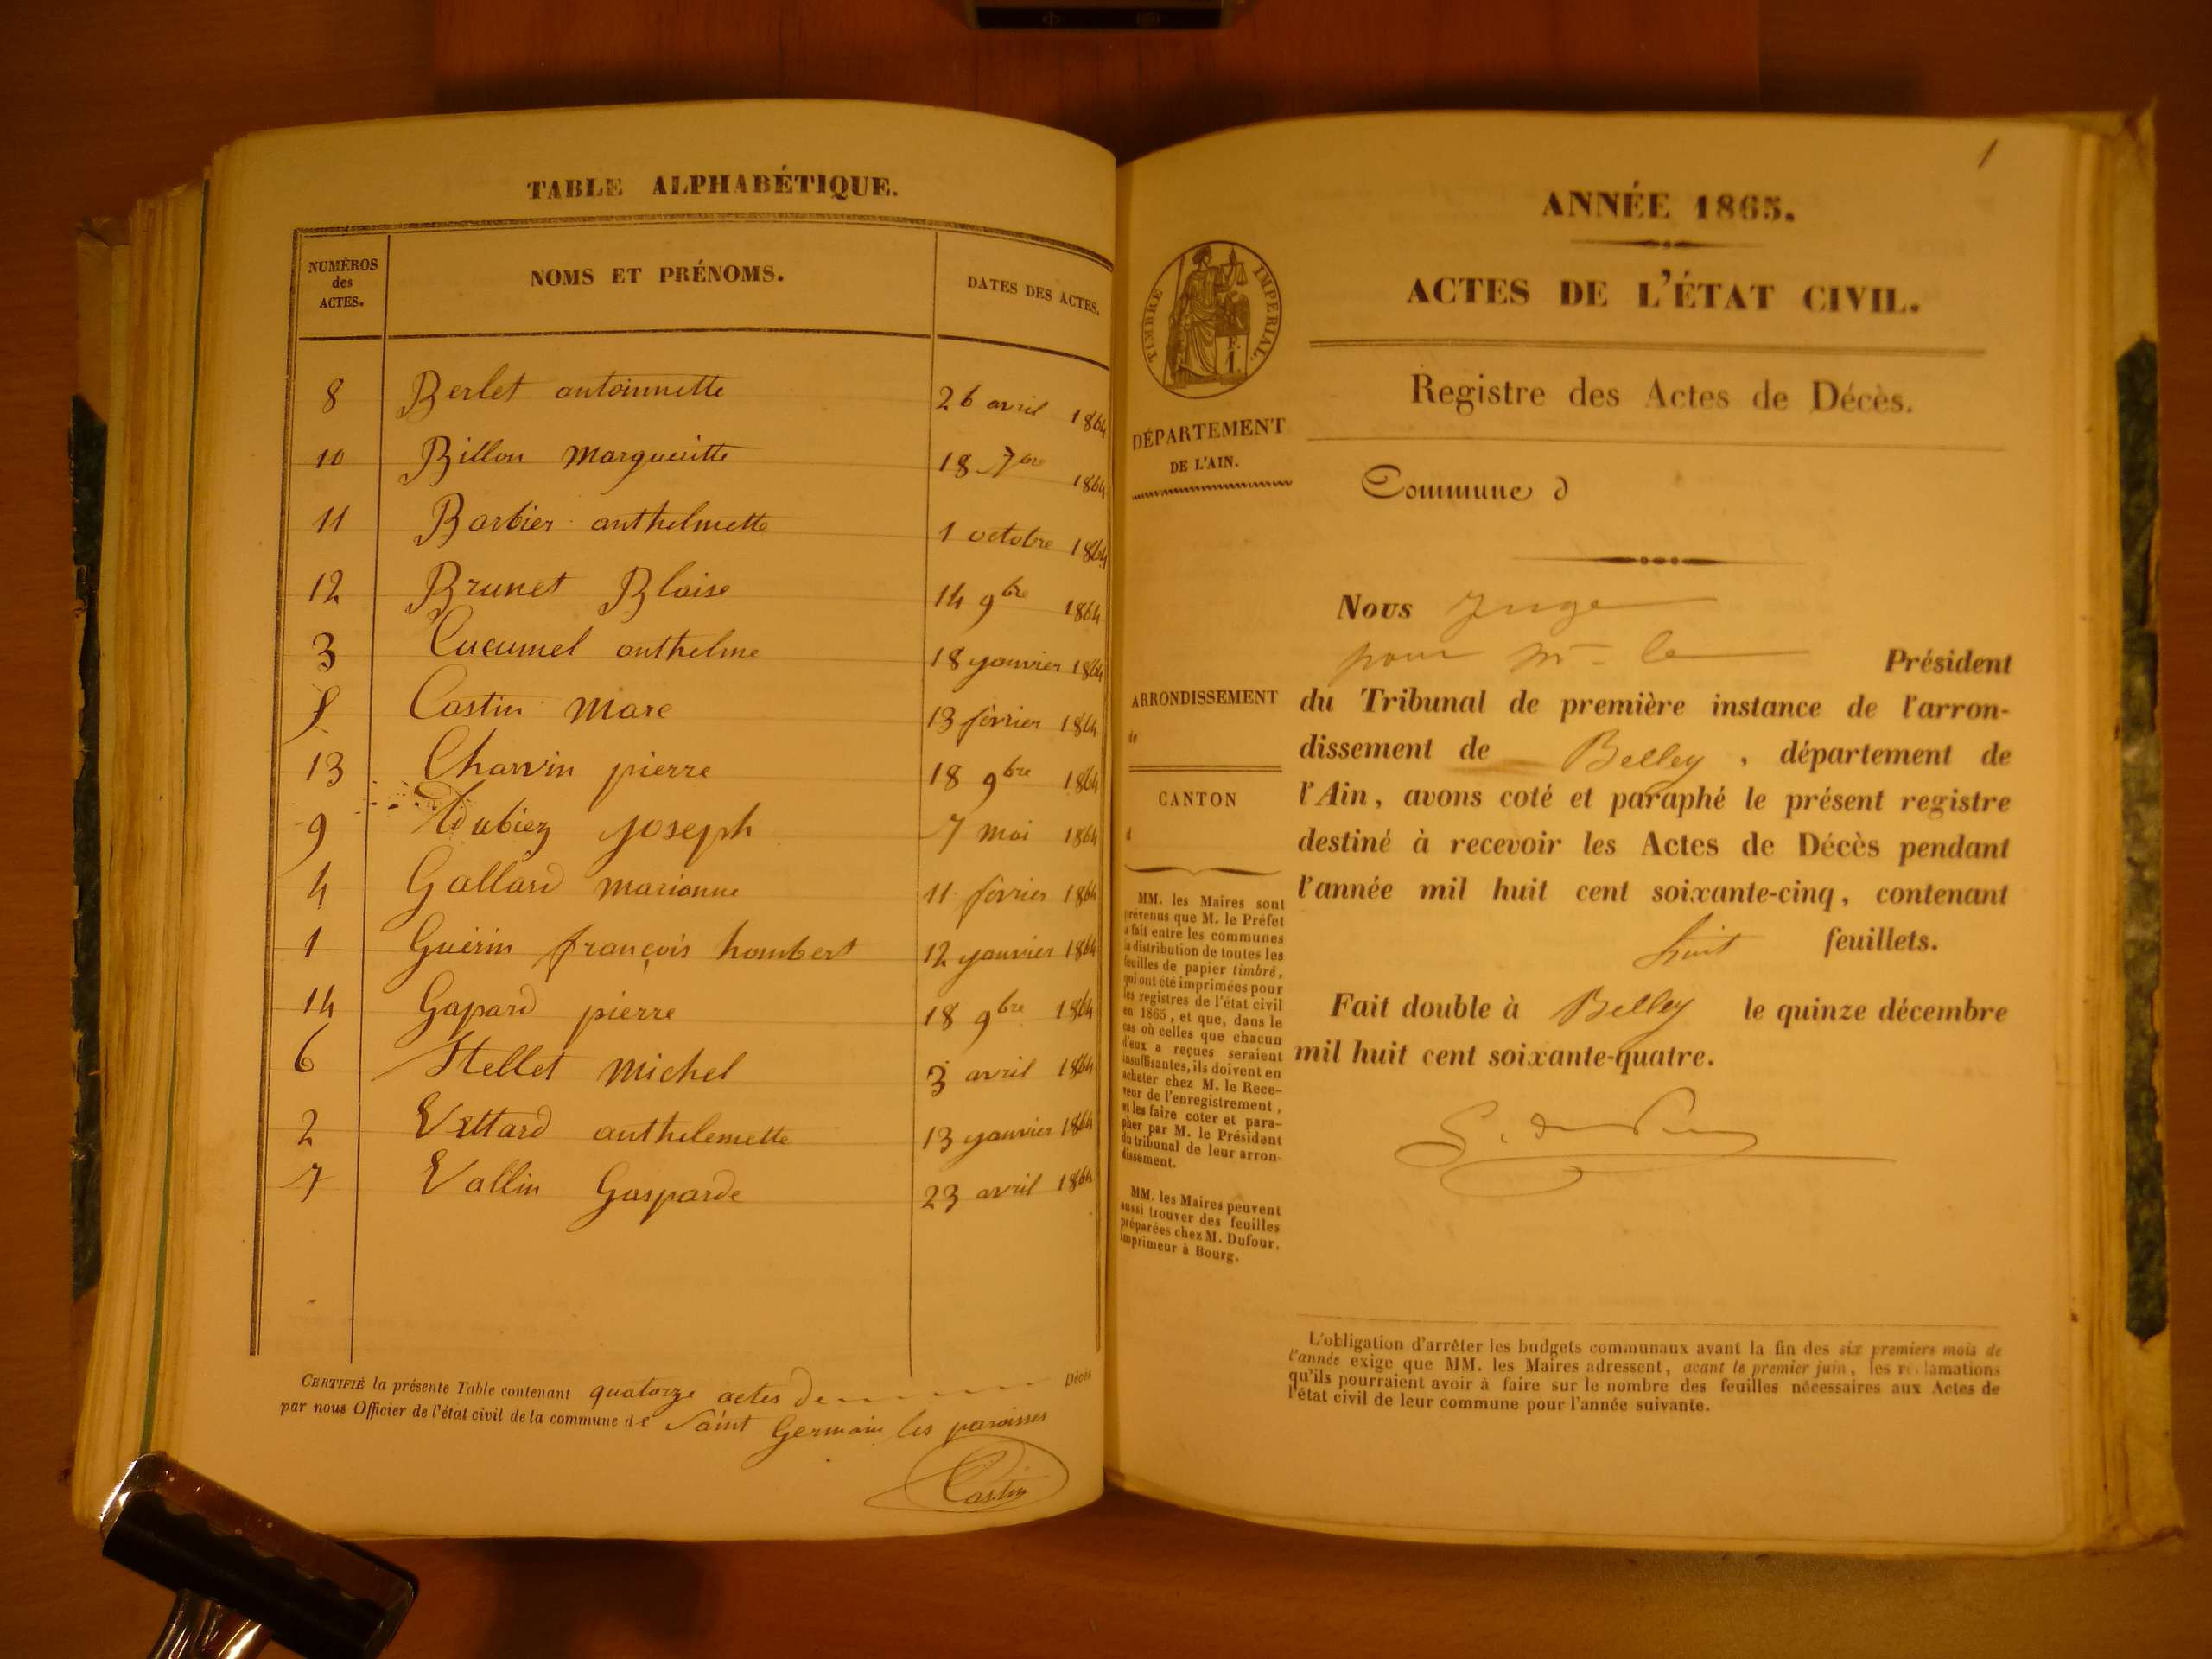 TABLE ALPHABÉTIQUE.
NUMÉROS des ACTES. NOMS ET PRÉNOMS. DATES DES ACTES.
8 Berlet antoinnette 26 avril 1864
10 Billon margueritte 18 7bre 1864
11 Barbier anthelmette 1 octobre 1864
12 Brunet Blaise 14 9bre 1864
3 Cucumel anthelme 18 janvier 1864
5 Castin marc 13 février 1864
13 Charvin pierre 18 9bre 1864
9 Dubiez joseph 7 mai 1864
4 Gallard marianne 11 février 1864
1 Guérin françois humbert 12 janvier 1864
14 Gapard pierre 18 9bre 1864
6 Hellet michel 3 avril 1864
2 Vettard anthelemette 13 janvier 1864
7 Vallin Gasparde 23 avril 1864
CERTIFIÉ la présente Table contenant quatorze actes de Décès
par nous Officier de l'état civil de la commune de Saint Germain les paroisses
Castin
1
ANNÉE 1865.
ACTES DE L'ÉTAT CIVIL.
Registre des Actes de Décès.
TIMBRE IMPÉRIAL.
DÉPARTEMENT
DE L'AIN.
Commune d
Nous Juge
pour Mr le Président
ARRONDISSEMENT
de
CANTON
d
du Tribunal de première instance de l'arron-
dissement de Belley, département de
l'Ain, avons coté et paraphé le présent registre
destiné à recevoir les Actes de Décès pendant
l'année mil huit cent soixante-cinq, contenant
huit feuillets.
Fait double à Belley le quinze décembre
mil huit cent soixante-quatre.
MM. les Maires sont
prévenus que M. le Préfet
a fait entre les communes
la distribution de toutes les
feuilles de papier timbré,
qui ont été imprimées pour
les registres de l'état civil
en 1865, et que, dans le
cas où celles que chacun
d'eux a reçues seraient
insuffisantes, ils doivent en
acheter chez M. le Rece-
veur de l'enregistrement,
et les faire coter et para-
pher par M. le Président
du tribunal de leur arron-
dissement.
MM. les Maires peuvent
aussi trouver des feuilles
préparées chez M. Dufour,
imprimeur à Bourg.
L'obligation d'arrêter les budgets communaux avant la fin des six premiers mois de
l'année exige que MM. les Maires adressent, avant le premier juin, les réclamations
qu'ils pourraient avoir à faire sur le nombre des feuilles nécessaires aux Actes de
l'état civil de leur commune pour l'année suivante.